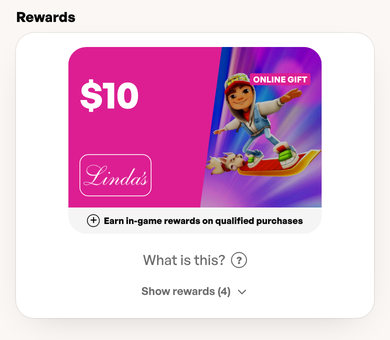 Rewards
$10
ONLINE GIFT
Linda's
Earn in-game rewards on qualified purchases
What is this? ?
Show rewards (4)